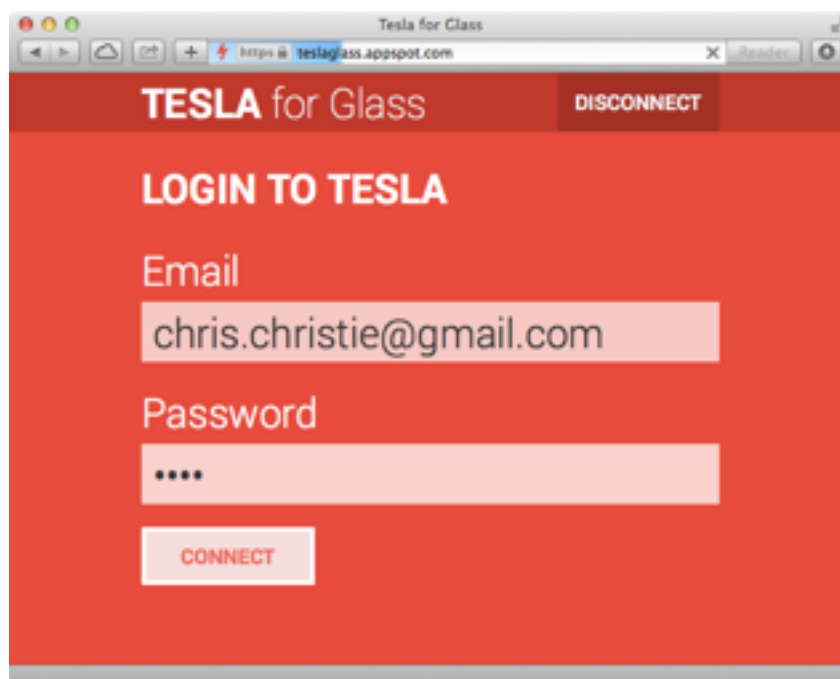 Tesla for Glass
https teslaglass.appspot.com Reader
TESLA for Glass DISCONNECT
LOGIN TO TESLA
Email
chris.christie@gmail.com
Password
••••
CONNECT